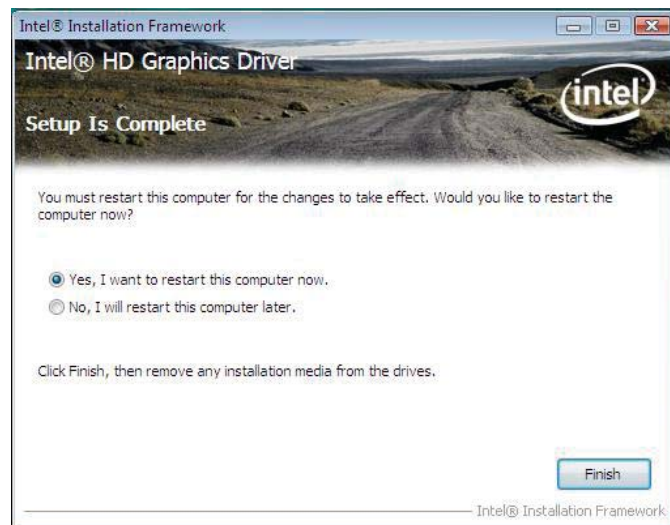 Intel® Installation Framework
Intel® HD Graphics Driver
intel
Setup Is Complete
You must restart this computer for the changes to take effect. Would you like to restart the
computer now?
Yes, I want to restart this computer now.
No, I will restart this computer later.
Click Finish, then remove any installation media from the drives.
Finish
Intel® Installation Framework